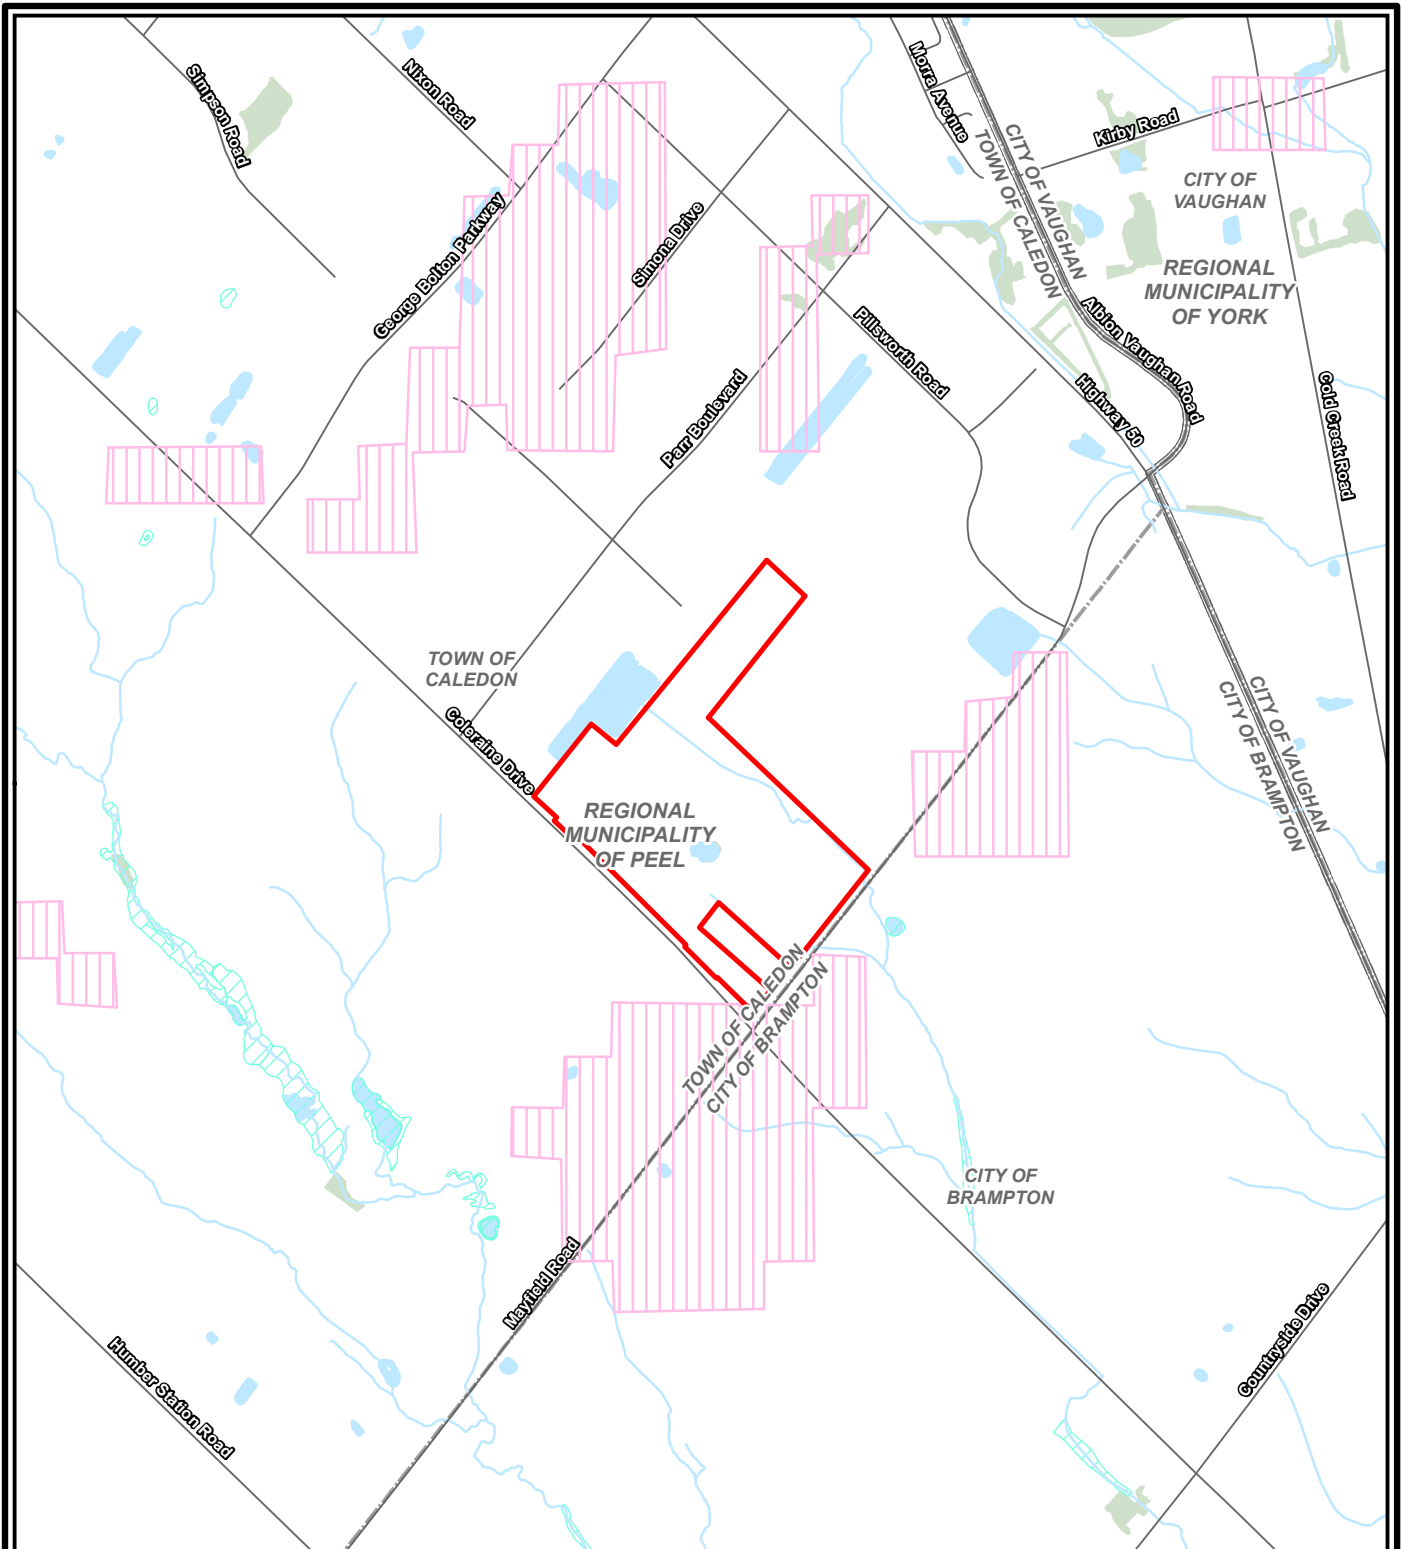 Simpson Road
Nixon Road
Morra Avenue
Kirby Road
CITY OF VAUGHAN
TOWN OF CALEDON
CITY OF
VAUGHAN
George Bolton Parkway
Simona Drive
REGIONAL
MUNICIPALITY
OF YORK
Pillsworth Road
Albion Vaughan Road
Highway 50
Cold Creek Road
Parr Boulevard
TOWN OF
CALEDON
Coleraine Drive
CITY OF VAUGHAN
CITY OF BRAMPTON
REGIONAL
MUNICIPALITY
OF PEEL
TOWN OF CALEDON
CITY OF BRAMPTON
CITY OF
BRAMPTON
Mayfield Road
Countryside Drive
Humber Station Road